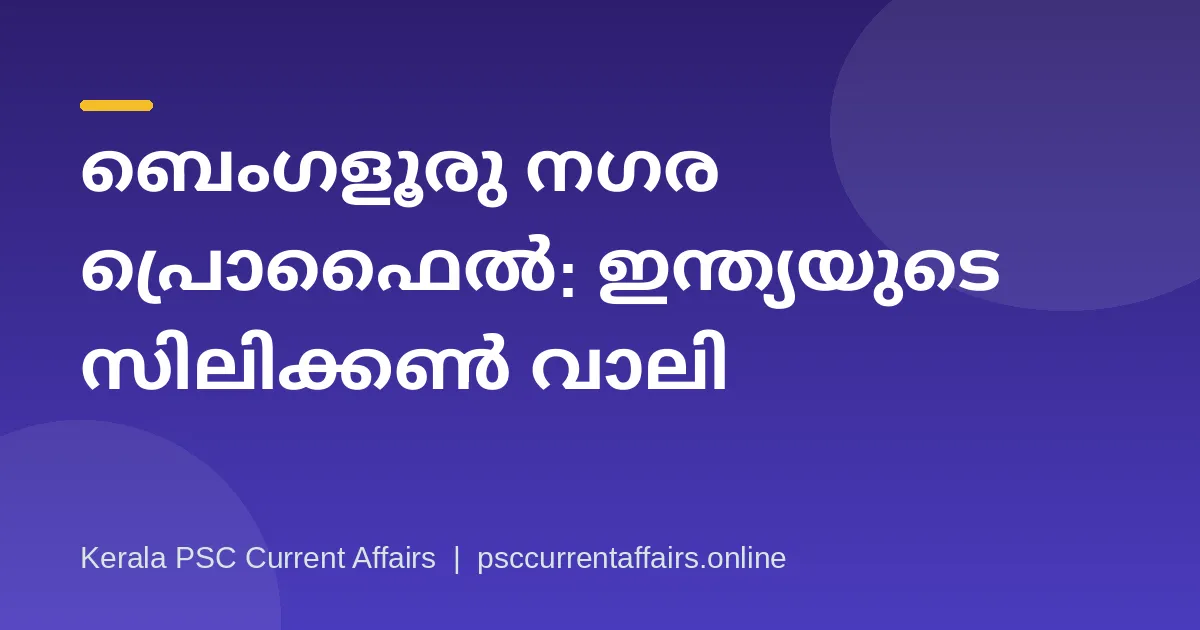 ബെംഗളൂരു നഗര
പ്രൊഫൈൽ: ഇന്ത്യയുടെ
സിലിക്കൺ വാലി
Kerala PSC Current Affairs | psccurrentaffairs.online